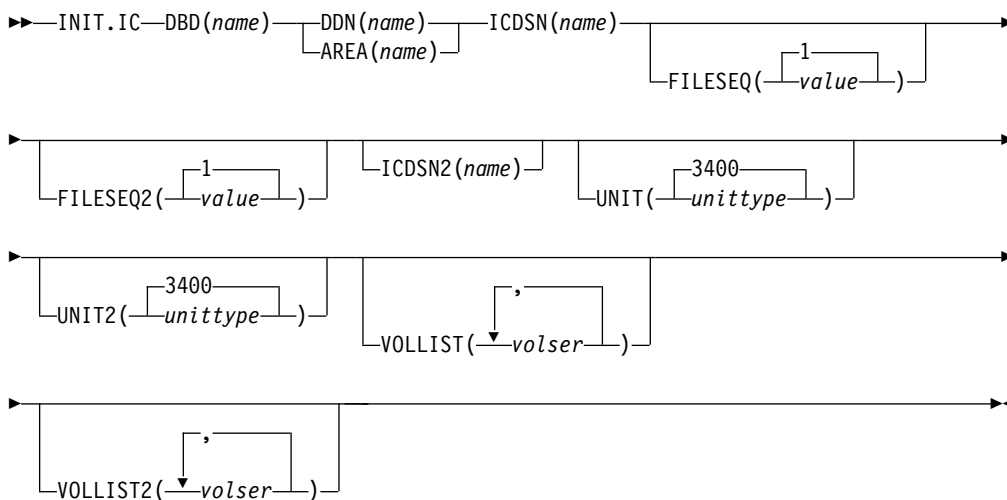 INIT.IC DBD(name) DDN(name) ICDSN(name)
AREA(name)
1
FILESEQ( value )
1
FILESEQ2( value )
ICDSN2(name)
3400
UNIT( unittype )
3400
UNIT2( unittype )
,
VOLLIST( volser )
,
VOLLIST2( volser )